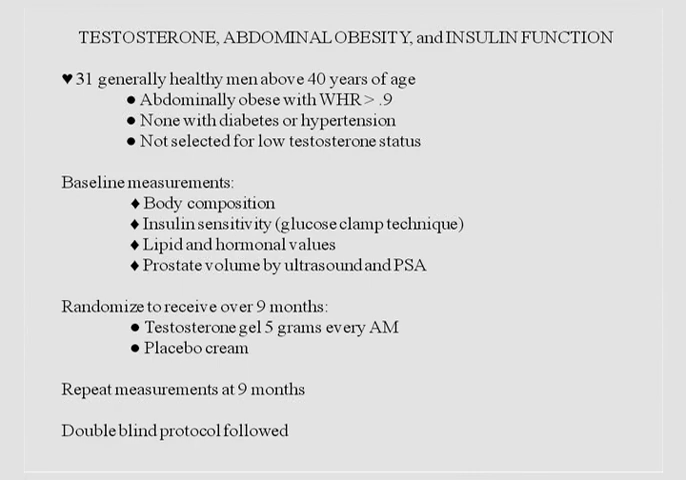 TESTOSTERONE, ABDOMINAL OBESITY, and INSULIN FUNCTION
♥ 31 generally healthy men above 40 years of age
● Abdominally obese with WHR > .9
● None with diabetes or hypertension
● Not selected for low testosterone status
Baseline measurements:
♦ Body composition
♦ Insulin sensitivity (glucose clamp technique)
♦ Lipid and hormonal values
♦ Prostate volume by ultrasound and PSA
Randomize to receive over 9 months:
● Testosterone gel 5 grams every AM
● Placebo cream
Repeat measurements at 9 months
Double blind protocol followed